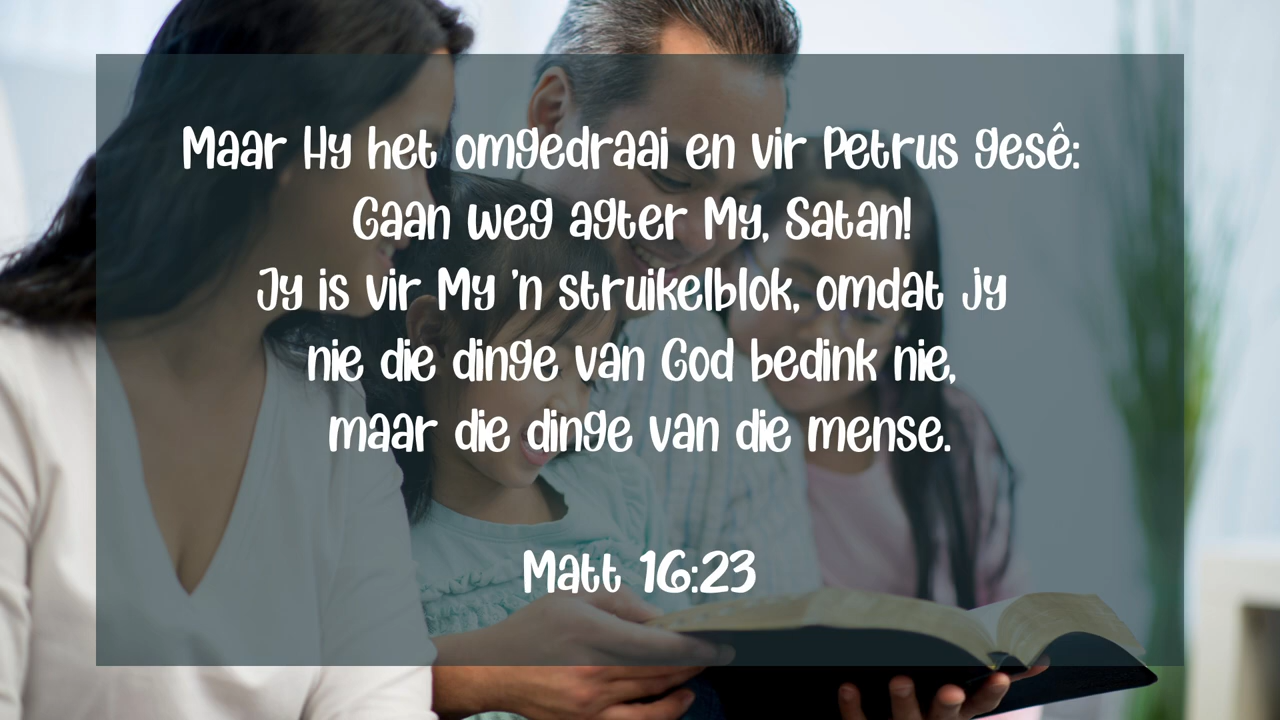 Maar Hy het omgedraai en vir Petrus gesê:
Gaan weg agter My, Satan!
Jy is vir My 'n struikelblok, omdat jy
nie die dinge van God bedink nie,
maar die dinge van die mense.
Matt 16:23